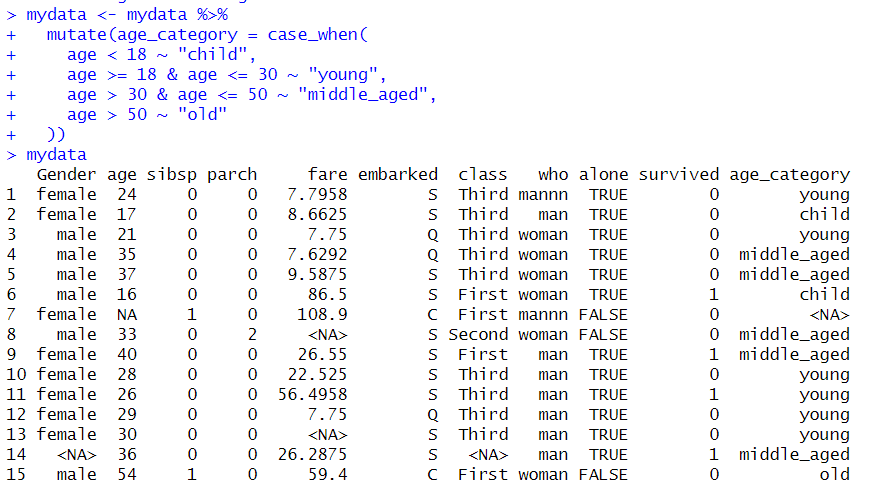 > mydata <- mydata %>%
+   mutate(age_category = case_when(
+     age < 18 ~ "child",
+     age >= 18 & age <= 30 ~ "young",
+     age > 30 & age <= 50 ~ "middle_aged",
+     age > 50 ~ "old"
+   ))
> mydata
   Gender age sibsp parch    fare embarked  class   who alone survived age_category
1  female  24     0     0  7.7958        S  Third mannn  TRUE        0        young
2  female  17     0     0  8.6625        S  Third   man  TRUE        0        child
3    male  21     0     0    7.75        Q  Third woman  TRUE        0        young
4    male  35     0     0  7.6292        Q  Third woman  TRUE        0  middle_aged
5    male  37     0     0  9.5875        S  Third woman  TRUE        0  middle_aged
6    male  16     0     0    86.5        S  First woman  TRUE        1        child
7  female  NA     1     0   108.9        C  First mannn FALSE        0         <NA>
8    male  33     0     2    <NA>        S Second woman FALSE        0  middle_aged
9  female  40     0     0   26.55        S  First   man  TRUE        1  middle_aged
10 female  28     0     0  22.525        S  Third   man  TRUE        0        young
11 female  26     0     0 56.4958        S  Third   man  TRUE        1        young
12 female  29     0     0    7.75        Q  Third   man  TRUE        0        young
13 female  30     0     0    <NA>        S  Third   man  TRUE        0        young
14   <NA>  36     0     0 26.2875        S   <NA>   man  TRUE        1  middle_aged
15   male  54     1     0    59.4        C  First woman FALSE        0          old